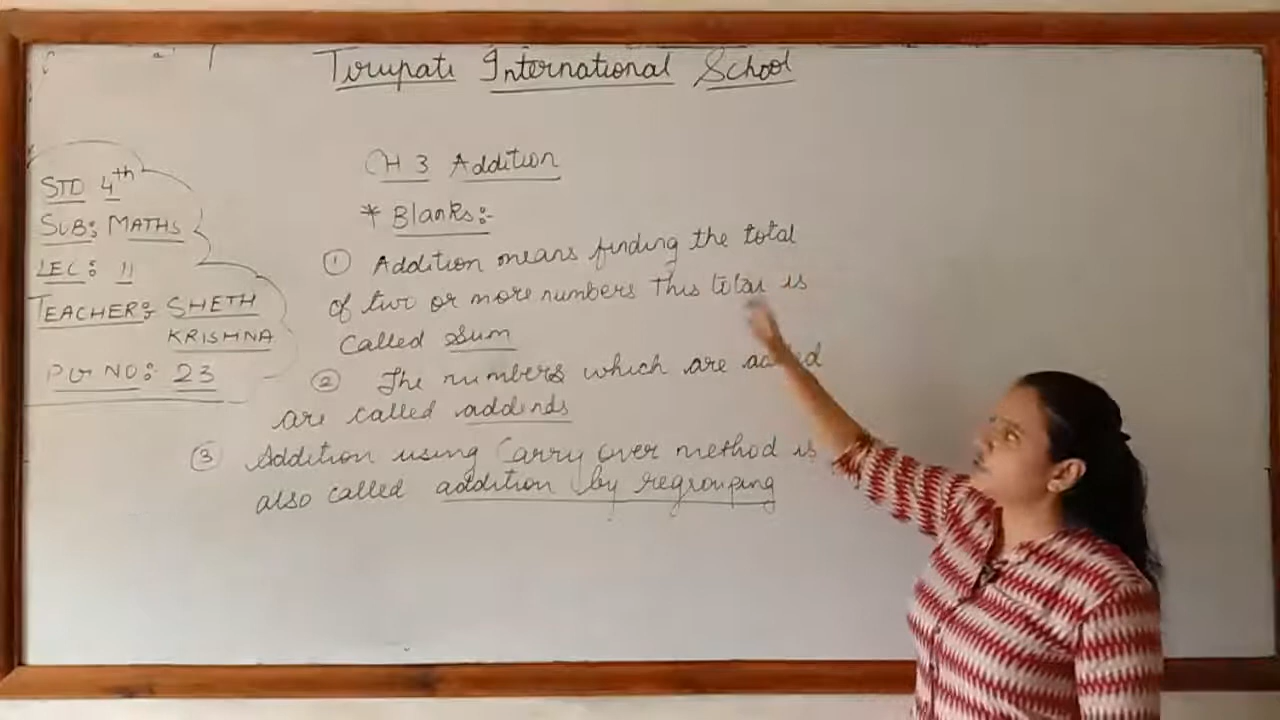 Tirupati International School
STD 4th
SUB: MATHS
LEC: 11
TEACHER: SHETH
KRISHNA
NO: 23
CH 3 Addition
* Blanks:-
① Addition means finding the total
of two or more numbers This total is
called Sum
② The numbers which are added
are called addends
③ Addition using Carry over method is
also called addition by regrouping